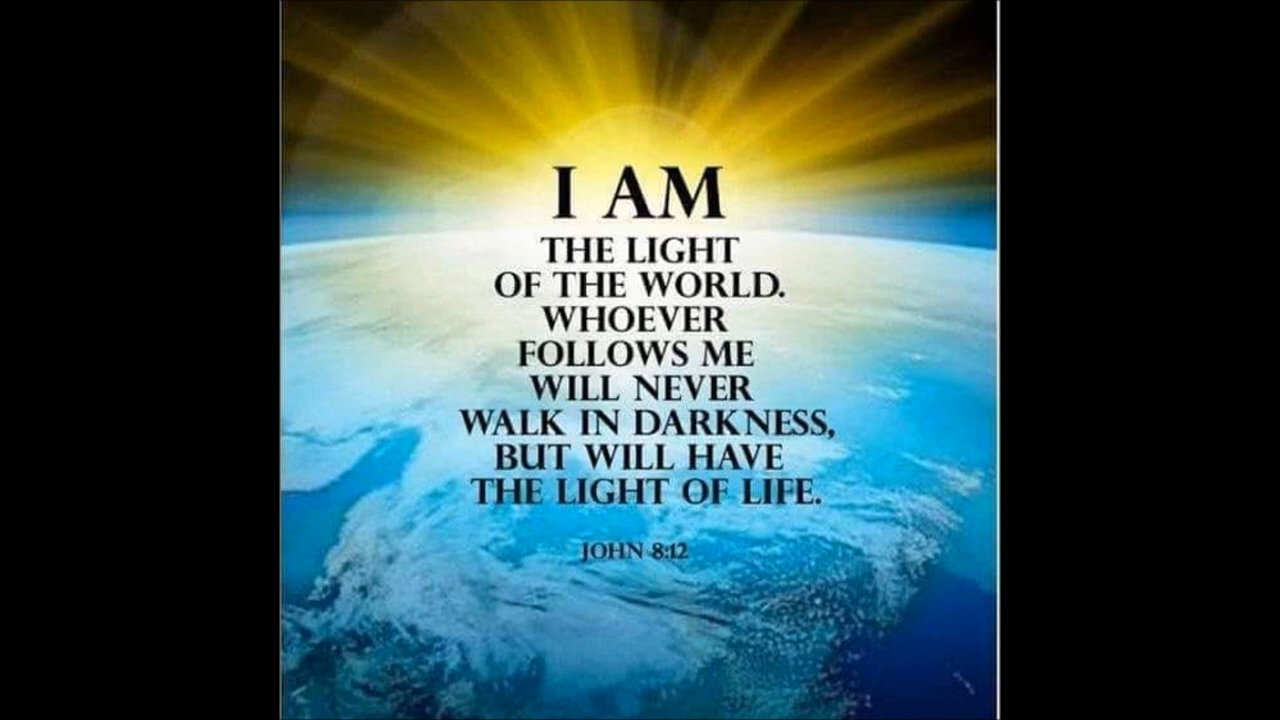 I AM
THE LIGHT
OF THE WORLD.
WHOEVER
FOLLOWS ME
WILL NEVER
WALK IN DARKNESS,
BUT WILL HAVE
THE LIGHT OF LIFE.
JOHN 8:12